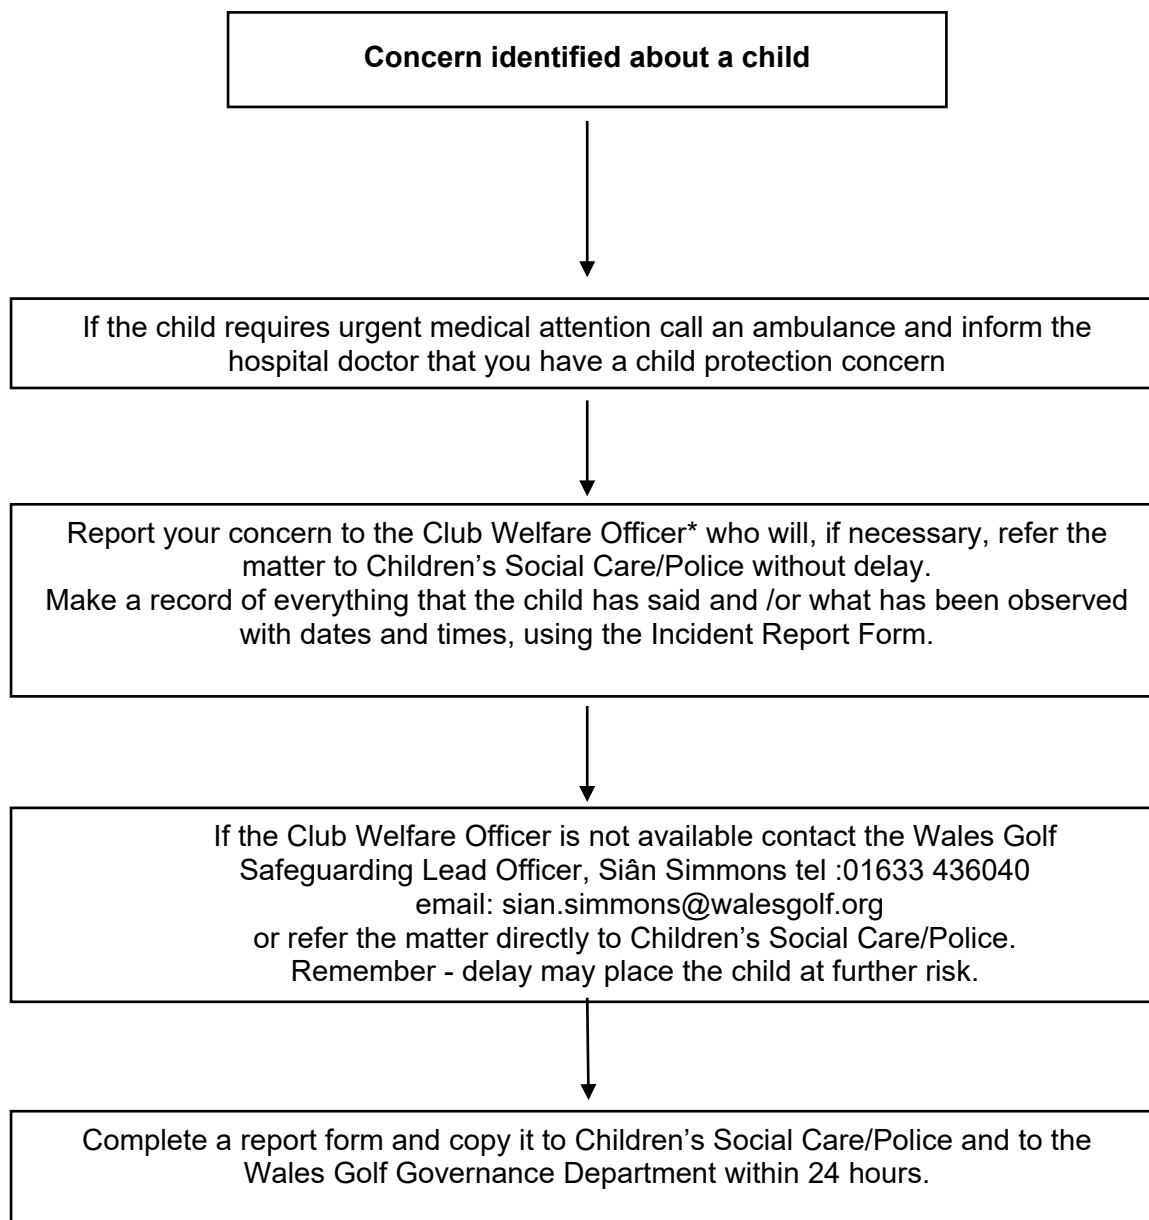 Concern identified about a child
If the child requires urgent medical attention call an ambulance and inform the
hospital doctor that you have a child protection concern
Report your concern to the Club Welfare Officer* who will, if necessary, refer the
matter to Children’s Social Care/Police without delay.
Make a record of everything that the child has said and /or what has been observed
with dates and times, using the Incident Report Form.
If the Club Welfare Officer is not available contact the Wales Golf
Safeguarding Lead Officer, Siân Simmons tel :01633 436040
email: sian.simmons@walesgolf.org
or refer the matter directly to Children’s Social Care/Police.
Remember - delay may place the child at further risk.
Complete a report form and copy it to Children’s Social Care/Police and to the
Wales Golf Governance Department within 24 hours.